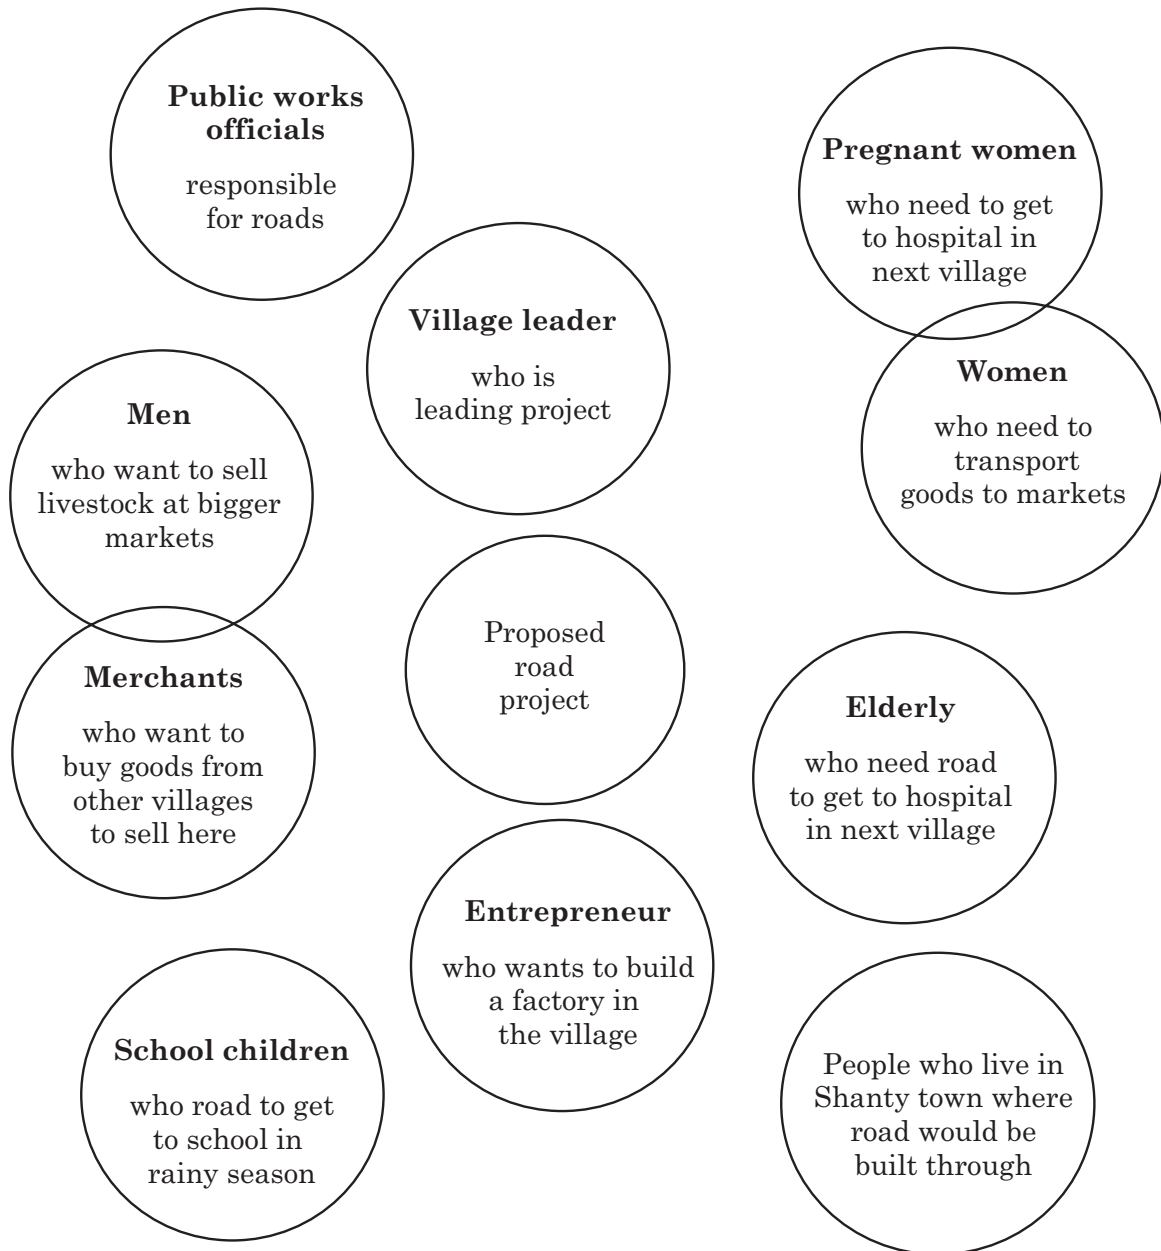 Public works
officials
responsible
for roads
Pregnant women
who need to get
to hospital in
next village
Village leader
who is
leading project
Women
who need to
transport
goods to markets
Men
who want to sell
livestock at bigger
markets
Proposed
road
project
Merchants
who want to
buy goods from
other villages
to sell here
Elderly
who need road
to get to hospital
in next village
Entrepreneur
who wants to build
a factory in
the village
School children
who road to get
to school in
rainy season
People who live in
Shanty town where
road would be
built through